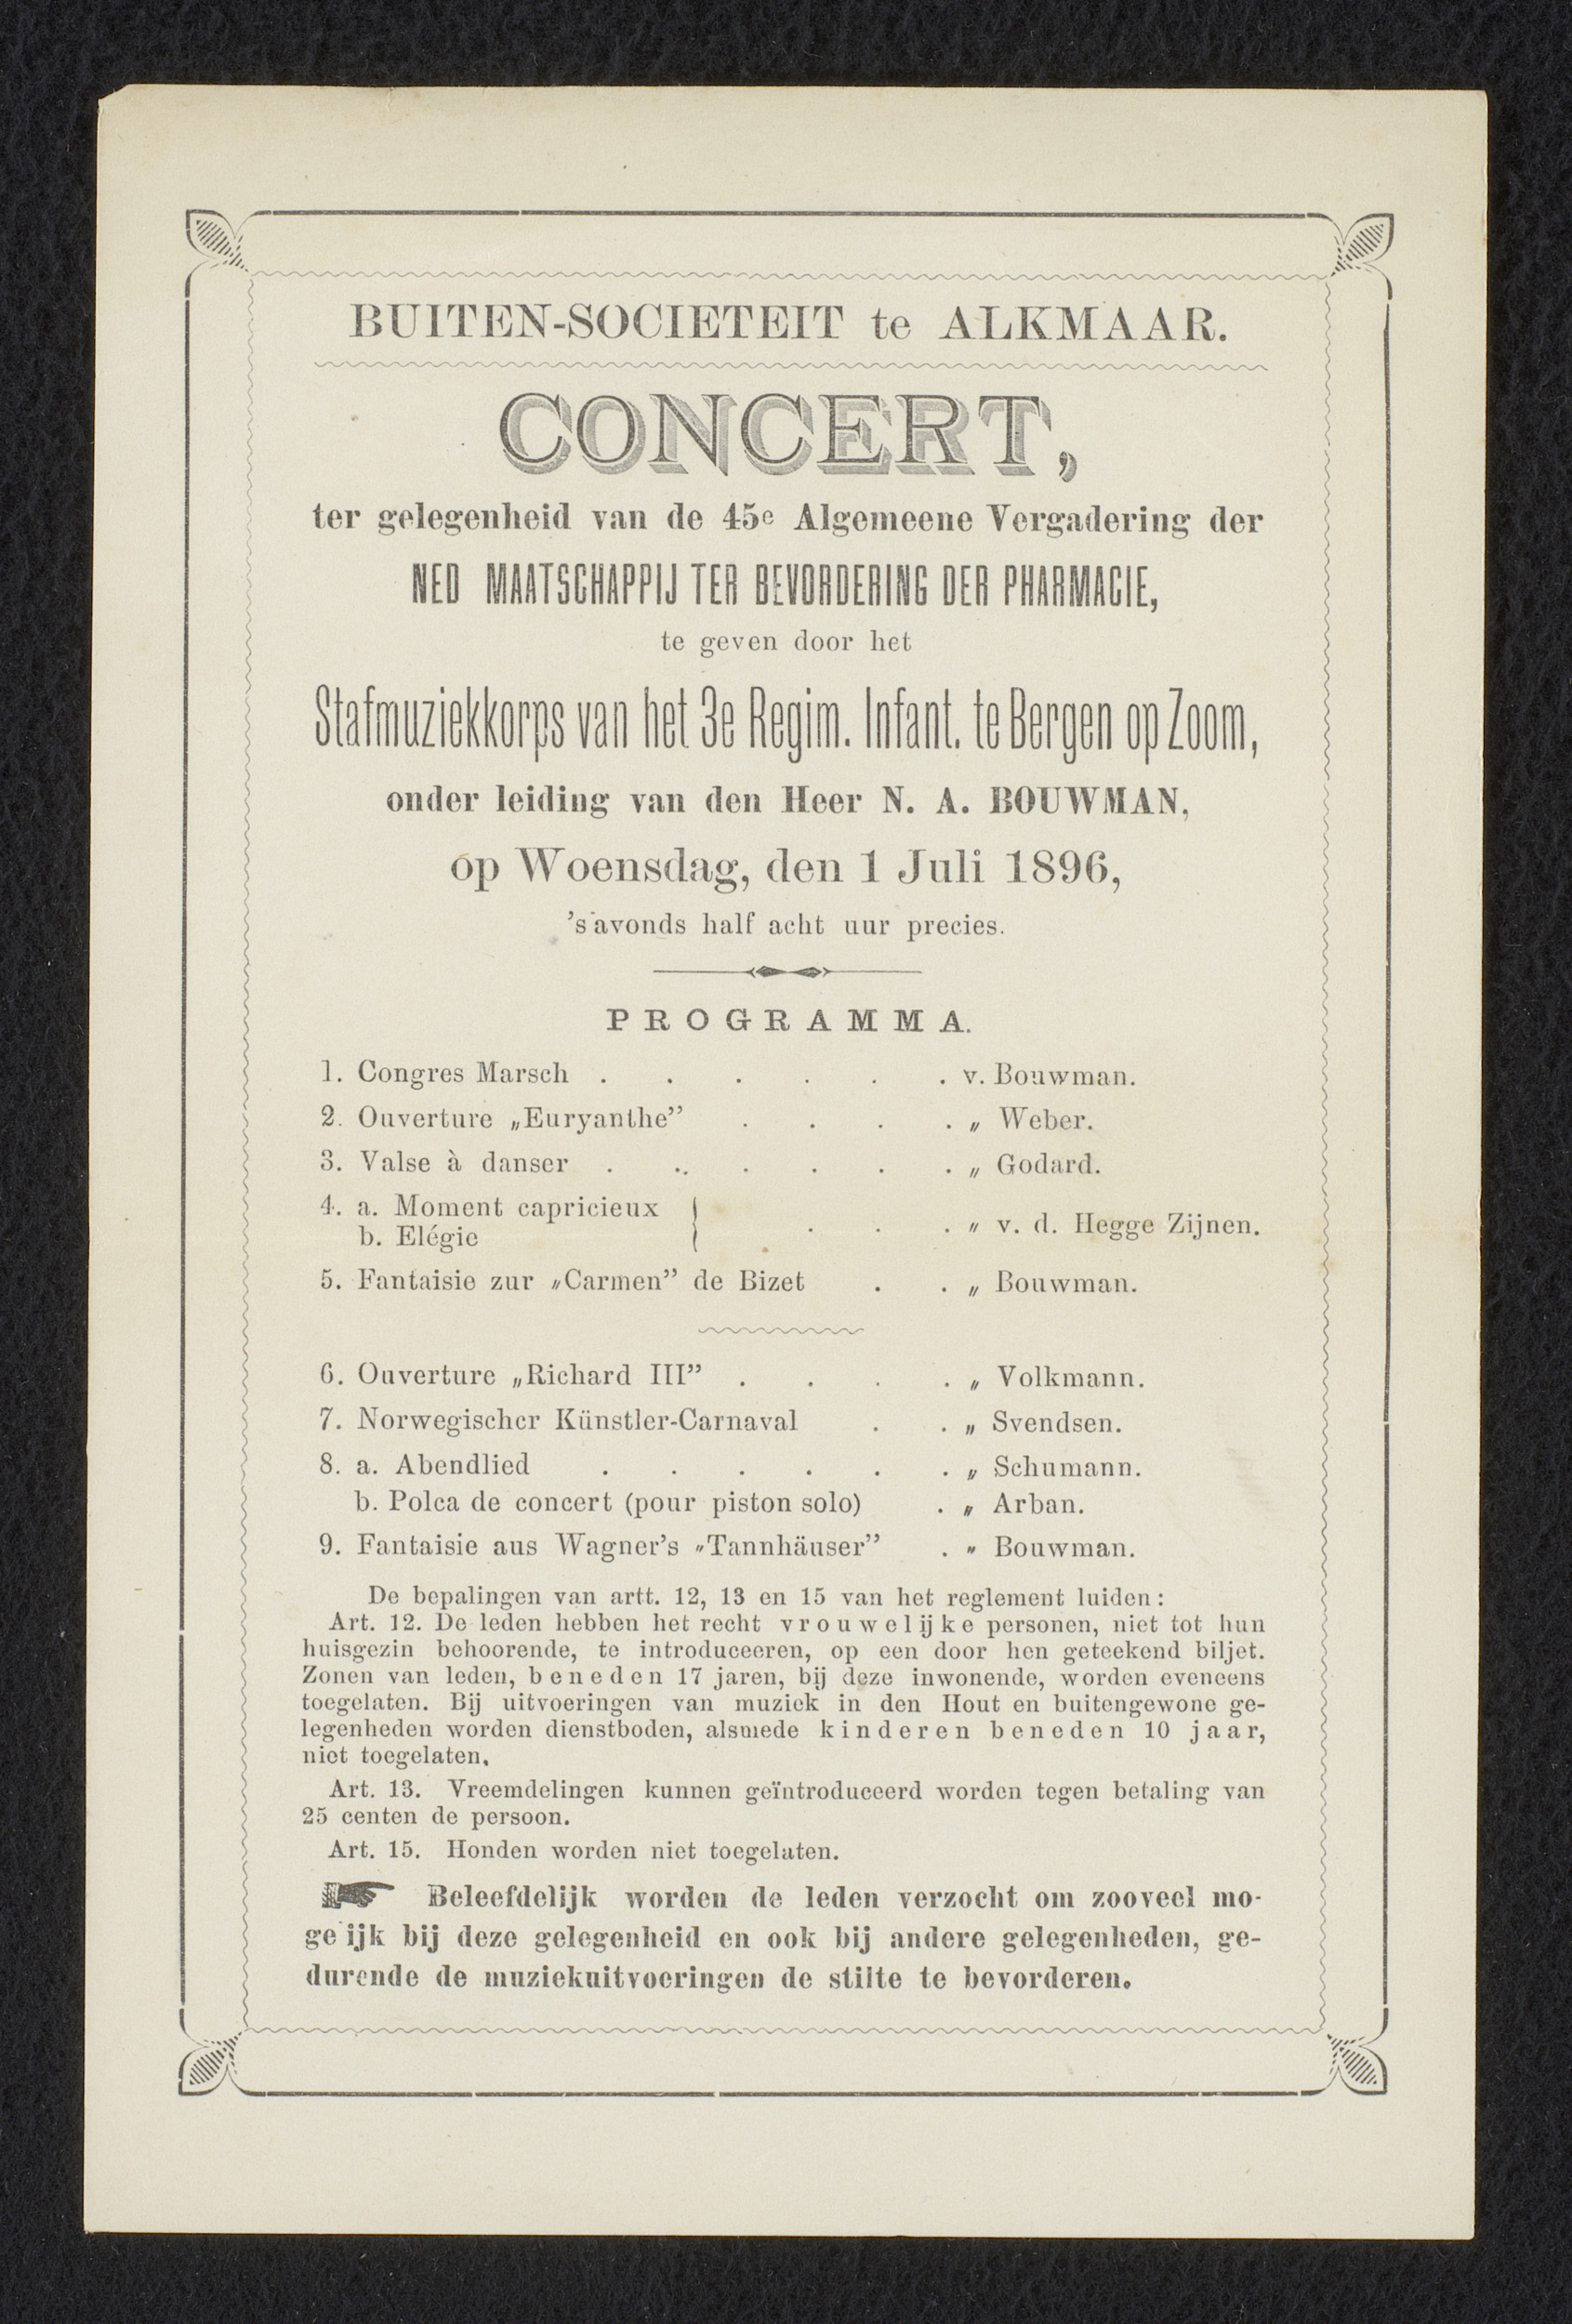 BUITEN-SOCIETEIT te ALKMAAR.
CONCERT,
ter gelegenheid van de 45e Algemeene Vergadering der
NED MAATSCHAPPIJ TER BEVORDERING DER PHARMACIE,
te geven door het
Stafmuziekkorps van het 3e Regim. Infant. te Bergen op Zoom,
onder leiding van den Heer N. A. BOUWMAN,
op Woensdag, den 1 Juli 1896,
's avonds half acht uur precies.
PROGRAMMA.
1. Congres Marsch . . . . . . v. Bouwman.
2. Ouverture „Euryanthe” . . . . „ Weber.
3. Valse à danser . .. . . . . „ Godard.
4. a. Moment capricieux
b. Elégie } . . . „ v. d. Hegge Zijnen.
5. Fantaisie zur „Carmen” de Bizet . . „ Bouwman.
6. Ouverture „Richard III” . . . . „ Volkmann.
7. Norwegischer Künstler-Carnaval . . „ Svendsen.
8. a. Abendlied . . . . . . „ Schumann.
b. Polca de concert (pour piston solo) . „ Arban.
9. Fantaisie aus Wagner's „Tannhäuser” . „ Bouwman.
De bepalingen van artt. 12, 13 en 15 van het reglement luiden:
Art. 12. De leden hebben het recht vrouwelijke personen, niet tot hun
huisgezin behoorende, te introduceeren, op een door hen geteekend biljet.
Zonen van leden, beneden 17 jaren, bij deze inwonende, worden eveneens
toegelaten. Bij uitvoeringen van muziek in den Hout en buitengewone ge-
legenheden worden dienstboden, alsmede kinderen beneden 10 jaar,
niet toegelaten.
Art. 13. Vreemdelingen kunnen geïntroduceerd worden tegen betaling van
25 centen de persoon.
Art. 15. Honden worden niet toegelaten.
☛ Beleefdelijk worden de leden verzocht om zooveel mo-
ge ijk bij deze gelegenheid en ook bij andere gelegenheden, ge-
durende de muziekuitvoeringen de stilte te bevorderen.